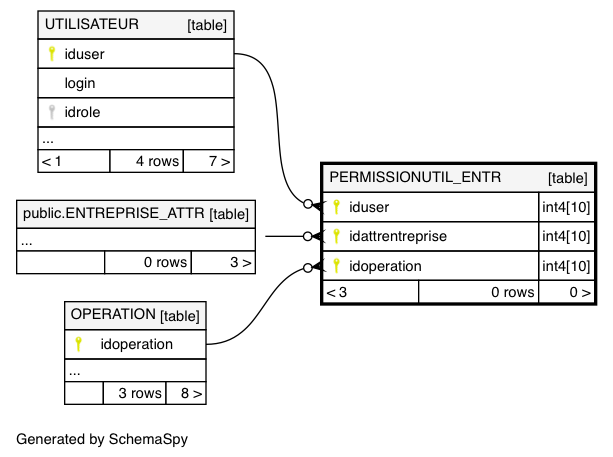 UTILISATEUR [table]
iduser
login
idrole
...
< 1 4 rows 7 >
public.ENTREPRISE_ATTR [table]
...
0 rows 3 >
OPERATION [table]
idoperation
...
3 rows 8 >
PERMISSIONUTIL_ENTR [table]
iduser int4[10]
idattrentreprise int4[10]
idoperation int4[10]
< 3 0 rows 0 >
Generated by SchemaSpy